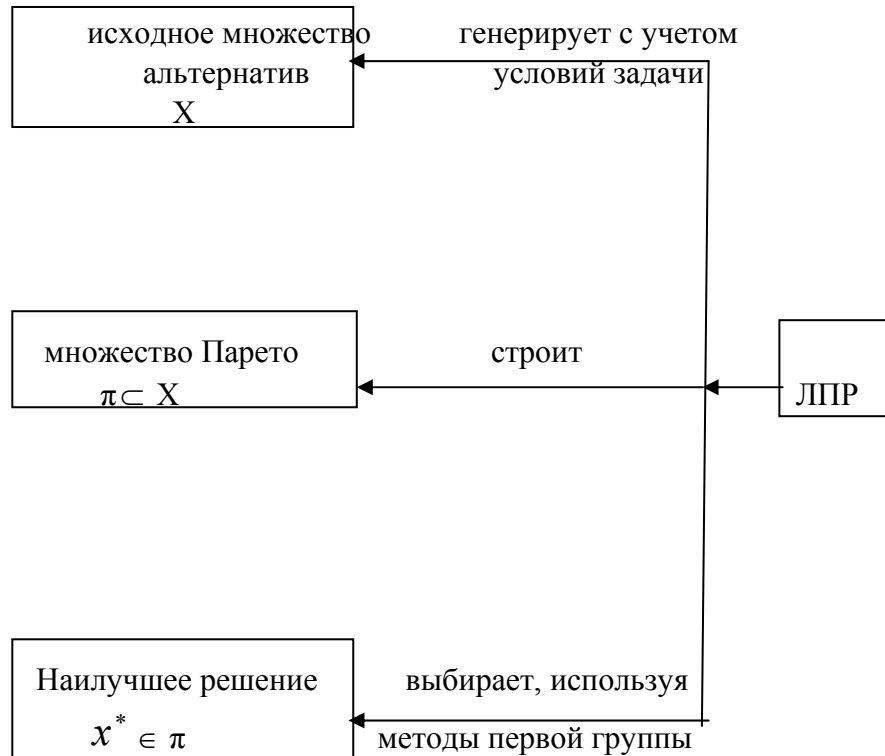 исходное множество
альтернатив
X
генерирует с учетом
условий задачи
множество Парето
π⊂ X
строит
ЛПР
Наилучшее решение
x* ∈ π
выбирает, используя
методы первой группы